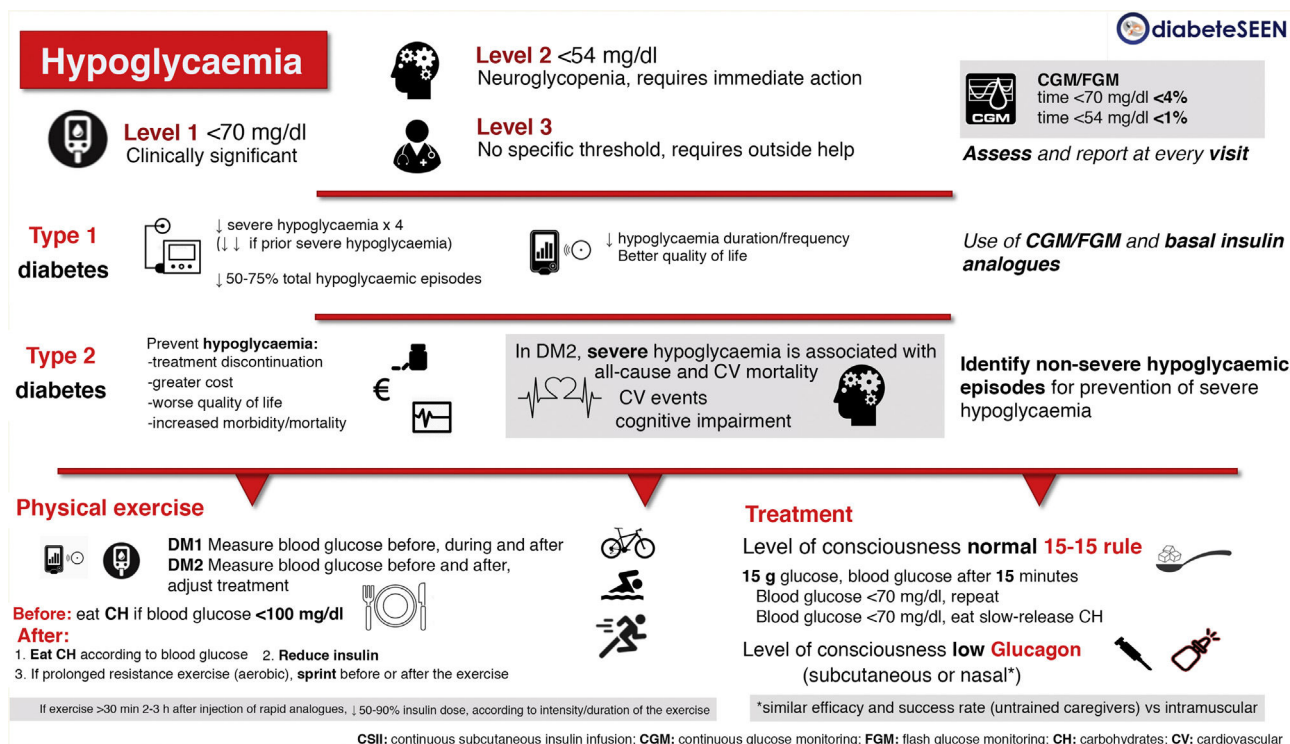 diabeteSEEN
Hypoglycaemia
Level 1 <70 mg/dl
Clinically significant
Level 2 <54 mg/dl
Neuroglycopenia, requires immediate action
Level 3
No specific threshold, requires outside help
CGM
CGM/FGM
time <70 mg/dl <4%
time <54 mg/dl <1%
Assess and report at every visit
Type 1
diabetes
↓ severe hypoglycaemia x 4
(↓↓ if prior severe hypoglycaemia)
↓ 50-75% total hypoglycaemic episodes
↓ hypoglycaemia duration/frequency
Better quality of life
Use of CGM/FGM and basal insulin
analogues
Type 2
diabetes
Prevent hypoglycaemia:
-treatment discontinuation
-greater cost
-worse quality of life
-increased morbidity/mortality
€
In DM2, severe hypoglycaemia is associated with
all-cause and CV mortality
CV events
cognitive impairment
Identify non-severe hypoglycaemic
episodes for prevention of severe
hypoglycaemia
Physical exercise
DM1 Measure blood glucose before, during and after
DM2 Measure blood glucose before and after,
adjust treatment
Before: eat CH if blood glucose <100 mg/dl
After:
1. Eat CH according to blood glucose 2. Reduce insulin
3. If prolonged resistance exercise (aerobic), sprint before or after the exercise
If exercise >30 min 2-3 h after injection of rapid analogues, ↓ 50-90% insulin dose, according to intensity/duration of the exercise
Treatment
Level of consciousness normal 15-15 rule
15 g glucose, blood glucose after 15 minutes
Blood glucose <70 mg/dl, repeat
Blood glucose <70 mg/dl, eat slow-release CH
Level of consciousness low Glucagon
(subcutaneous or nasal*)
*similar efficacy and success rate (untrained caregivers) vs intramuscular
CSII: continuous subcutaneous insulin infusion; CGM: continuous glucose monitoring; FGM: flash glucose monitoring; CH: carbohydrates; CV: cardiovascular